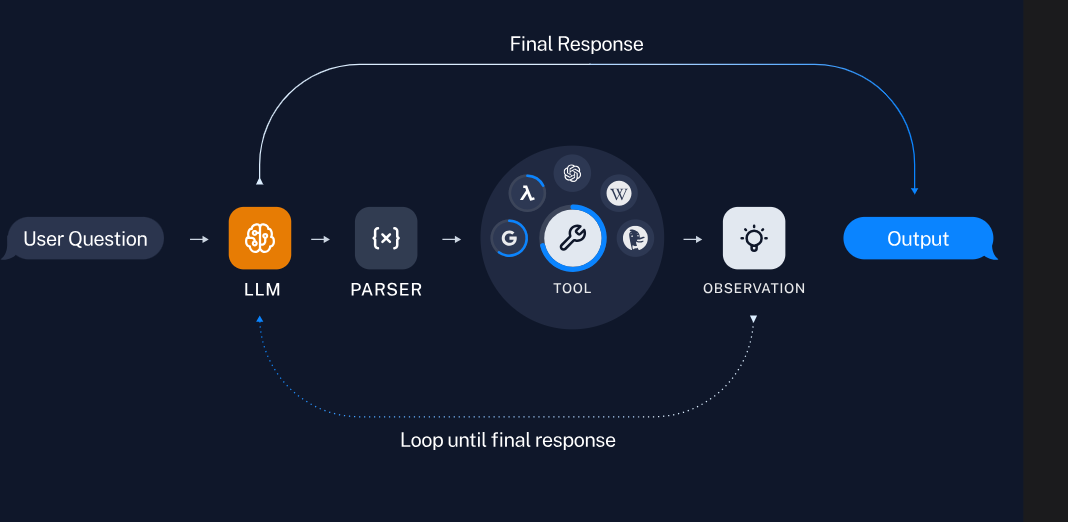 Final Response
User Question
LLM
PARSER
{x}
λ
G
W
TOOL
OBSERVATION
Output
Loop until final response